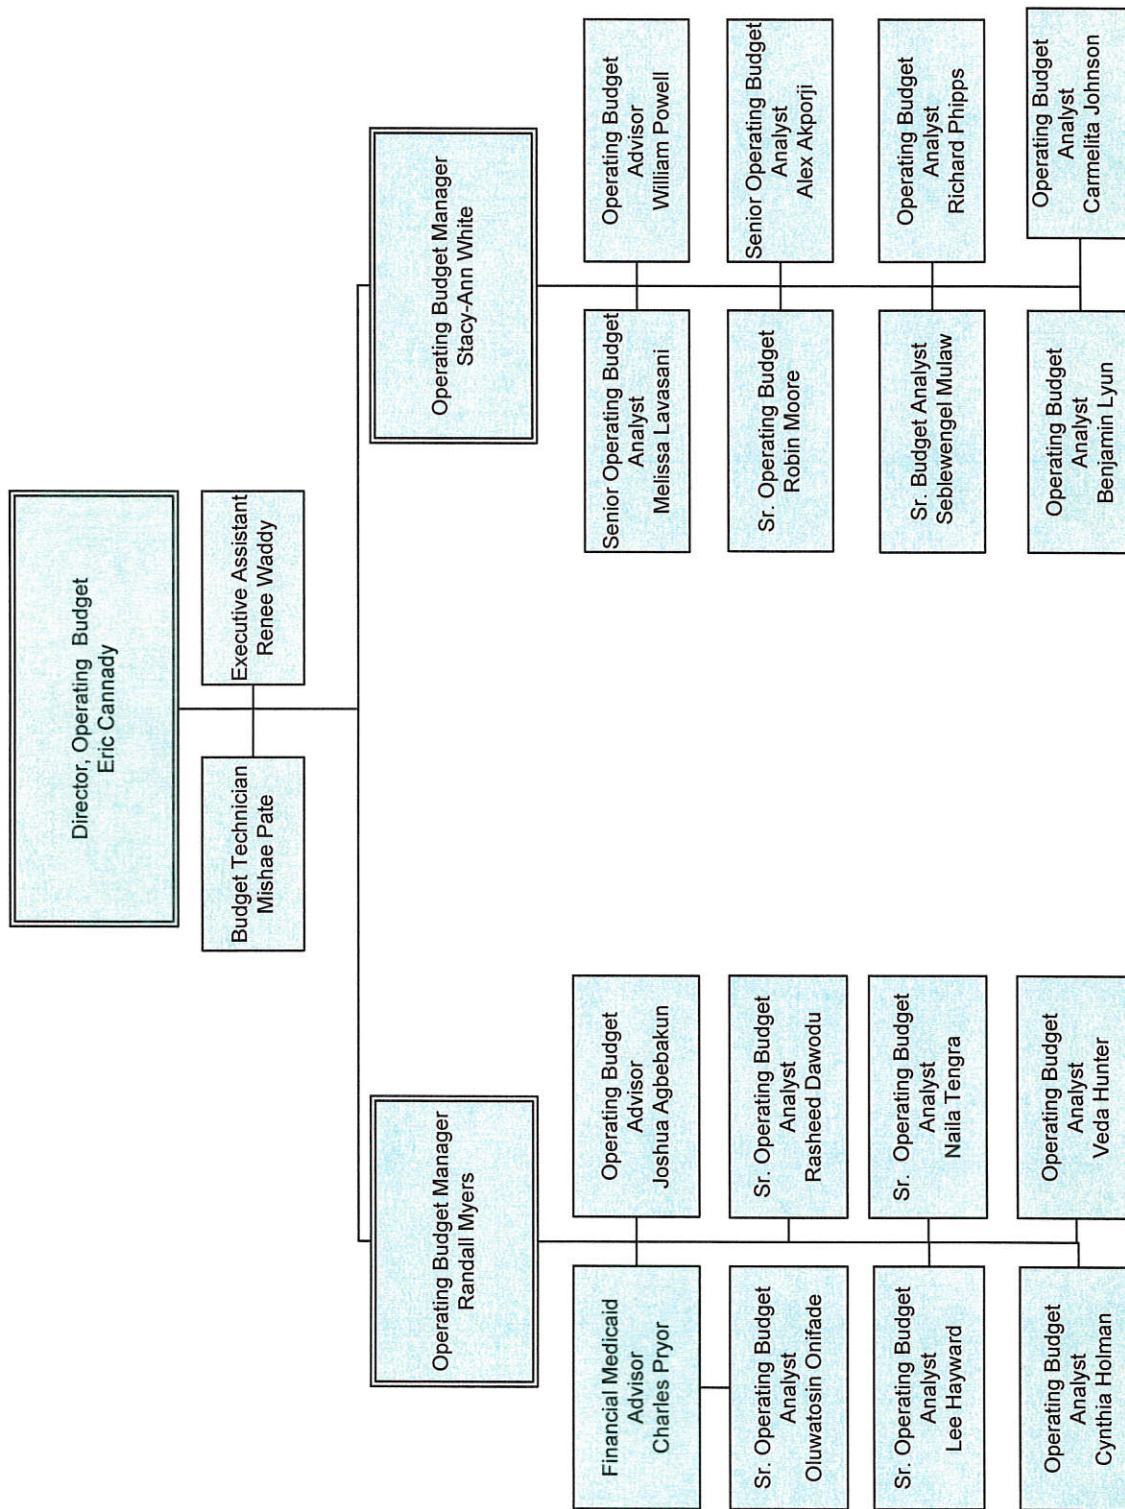 Director, Operating Budget
Eric Cannady
Budget Technician
Mishae Pate
Executive Assistant
Renee Waddy
Operating Budget Manager
Randall Myers
Operating Budget Manager
Stacy-Ann White
Financial Medicaid
Advisor
Charles Pryor
Operating Budget
Advisor
Joshua Agbebakun
Senior Operating Budget
Analyst
Melissa Lavasani
Operating Budget
Advisor
William Powell
Sr. Operating Budget
Analyst
Oluwatosin Onifade
Sr. Operating Budget
Analyst
Rasheed Dawodu
Sr. Operating Budget
Robin Moore
Senior Operating Budget
Analyst
Alex Akporji
Sr. Operating Budget
Analyst
Lee Hayward
Sr. Operating Budget
Analyst
Naila Tengra
Sr. Budget Analyst
Seblewengel Mulaw
Operating Budget
Analyst
Richard Phipps
Operating Budget
Analyst
Cynthia Holman
Operating Budget
Analyst
Veda Hunter
Operating Budget
Analyst
Benjamin Lyun
Operating Budget
Analyst
Carmelita Johnson